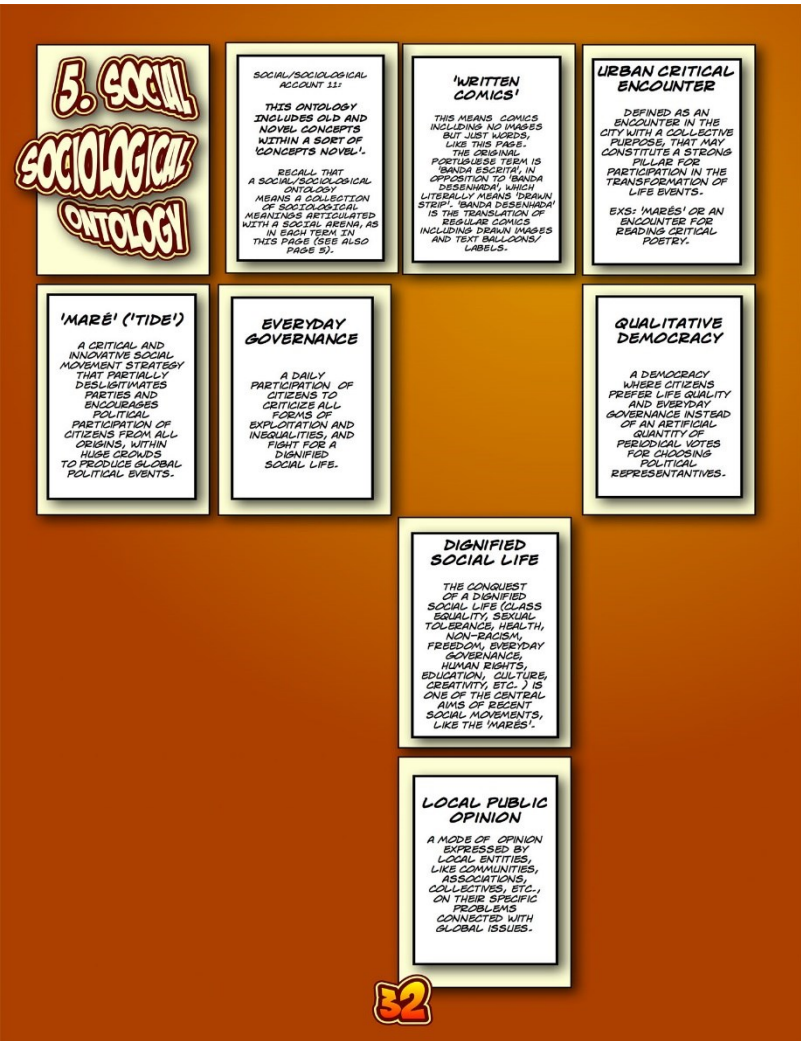 5. SOCIAL
SOCIOLOGICAL
ONTOLOGY
SOCIAL/SOCIOLOGICAL
ACCOUNT 11:
THIS ONTOLOGY
INCLUDES OLD AND
NOVEL CONCEPTS
WITHIN A SORT OF
'CONCEPTS NOVEL'.
RECALL THAT
A SOCIAL/SOCIOLOGICAL
ONTOLOGY
MEANS A COLLECTION
OF SOCIOLOGICAL
MEANINGS ARTICULATED
WITH A SOCIAL ARENA, AS
IN EACH TERM IN
THIS PAGE (SEE ALSO
PAGE 5).
'WRITTEN
COMICS'
THIS MEANS COMICS
INCLUDING NO IMAGES
BUT JUST WORDS,
LIKE THIS PAGE.
THE ORIGINAL
PORTUGUESE TERM IS
'BANDA ESCRITA', IN
OPPOSITION TO 'BANDA
DESENHADA', WHICH
LITERALLY MEANS 'DRAWN
STRIP'. 'BANDA DESENHADA'
IS THE TRANSLATION OF
REGULAR COMICS
INCLUDING DRAWN IMAGES
AND TEXT BALLOONS/
LABELS.
URBAN CRITICAL
ENCOUNTER
DEFINED AS AN
ENCOUNTER IN THE
CITY WITH A COLLECTIVE
PURPOSE, THAT MAY
CONSTITUTE A STRONG
PILLAR FOR
PARTICIPATION IN THE
TRANSFORMATION OF
LIFE EVENTS.
EXS: 'MARÉS' OR AN
ENCOUNTER FOR
READING CRITICAL
POETRY.
'MARÉ' ('TIDE')
A CRITICAL AND
INNOVATIVE SOCIAL
MOVEMENT STRATEGY
THAT PARTIALLY
DESLIGITIMATES
PARTIES AND
ENCOURAGES
POLITICAL
PARTICIPATION OF
CITIZENS FROM ALL
ORIGINS, WITHIN
HUGE CROWDS
TO PRODUCE GLOBAL
POLITICAL EVENTS.
EVERYDAY
GOVERNANCE
A DAILY
PARTICIPATION OF
CITIZENS TO
CRITICIZE ALL
FORMS OF
EXPLOITATION AND
INEQUALITIES, AND
FIGHT FOR A
DIGNIFIED
SOCIAL LIFE.
QUALITATIVE
DEMOCRACY
A DEMOCRACY
WHERE CITIZENS
PREFER LIFE QUALITY
AND EVERYDAY
GOVERNANCE INSTEAD
OF AN ARTIFICIAL
QUANTITY OF
PERIODICAL VOTES
FOR CHOOSING
POLITICAL
REPRESENTANTIVES.
DIGNIFIED
SOCIAL LIFE
THE CONQUEST
OF A DIGNIFIED
SOCIAL LIFE (CLASS
EQUALITY, SEXUAL
TOLERANCE, HEALTH,
NON-RACISM,
FREEDOM, EVERYDAY
GOVERNANCE,
HUMAN RIGHTS,
EDUCATION, CULTURE,
CREATIVITY, ETC. ) IS
ONE OF THE CENTRAL
AIMS OF RECENT
SOCIAL MOVEMENTS,
LIKE THE 'MARÉS'.
LOCAL PUBLIC
OPINION
A MODE OF OPINION
EXPRESSED BY
LOCAL ENTITIES,
LIKE COMMUNITIES,
ASSOCIATIONS,
COLLECTIVES, ETC.,
ON THEIR SPECIFIC
PROBLEMS
CONNECTED WITH
GLOBAL ISSUES.
32